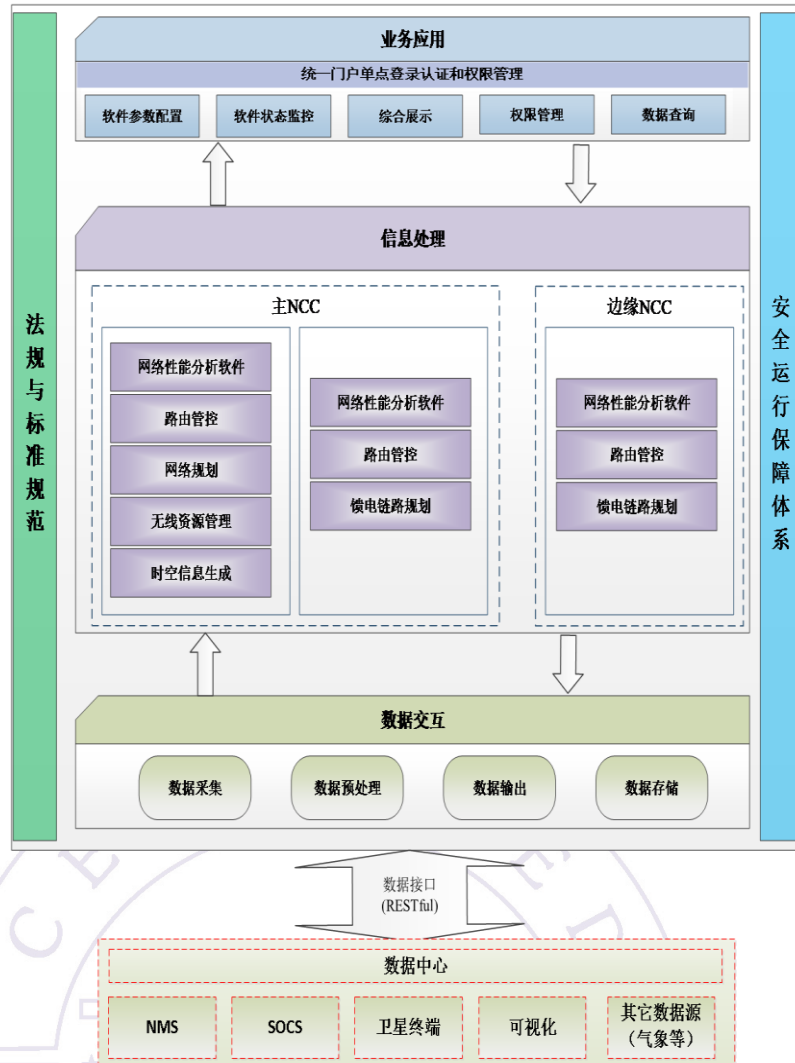 业务应用
统一门户单点登录认证和权限管理
软件参数配置
软件状态监控
综合展示
权限管理
数据查询
法规与标准规范
安全运行保障体系
信息处理
主NCC
网络性能分析软件
路由管控
网络规划
无线资源管理
时空信息生成
网络性能分析软件
路由管控
馈电链路规划
边缘NCC
网络性能分析软件
路由管控
馈电链路规划
数据交互
数据采集
数据预处理
数据输出
数据存储
数据接口
(RESTful)
数据中心
NMS
SOCS
卫星终端
可视化
其它数据源
（气象等）